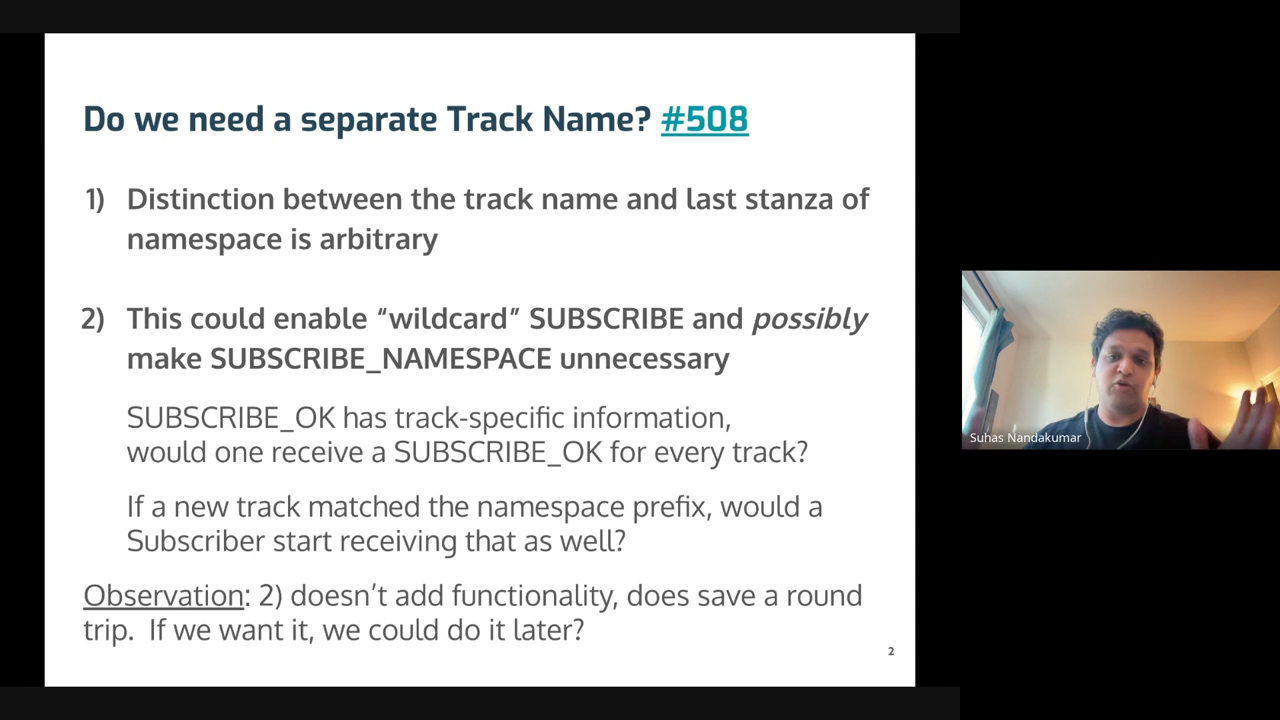 Do we need a separate Track Name? #508
1) Distinction between the track name and last stanza of
namespace is arbitrary
2) This could enable “wildcard” SUBSCRIBE and possibly
make SUBSCRIBE_NAMESPACE unnecessary
SUBSCRIBE_OK has track-specific information,
would one receive a SUBSCRIBE_OK for every track?
If a new track matched the namespace prefix, would a
Subscriber start receiving that as well?
Observation: 2) doesn’t add functionality, does save a round
trip. If we want it, we could do it later?
2
Suhas Nandakumar